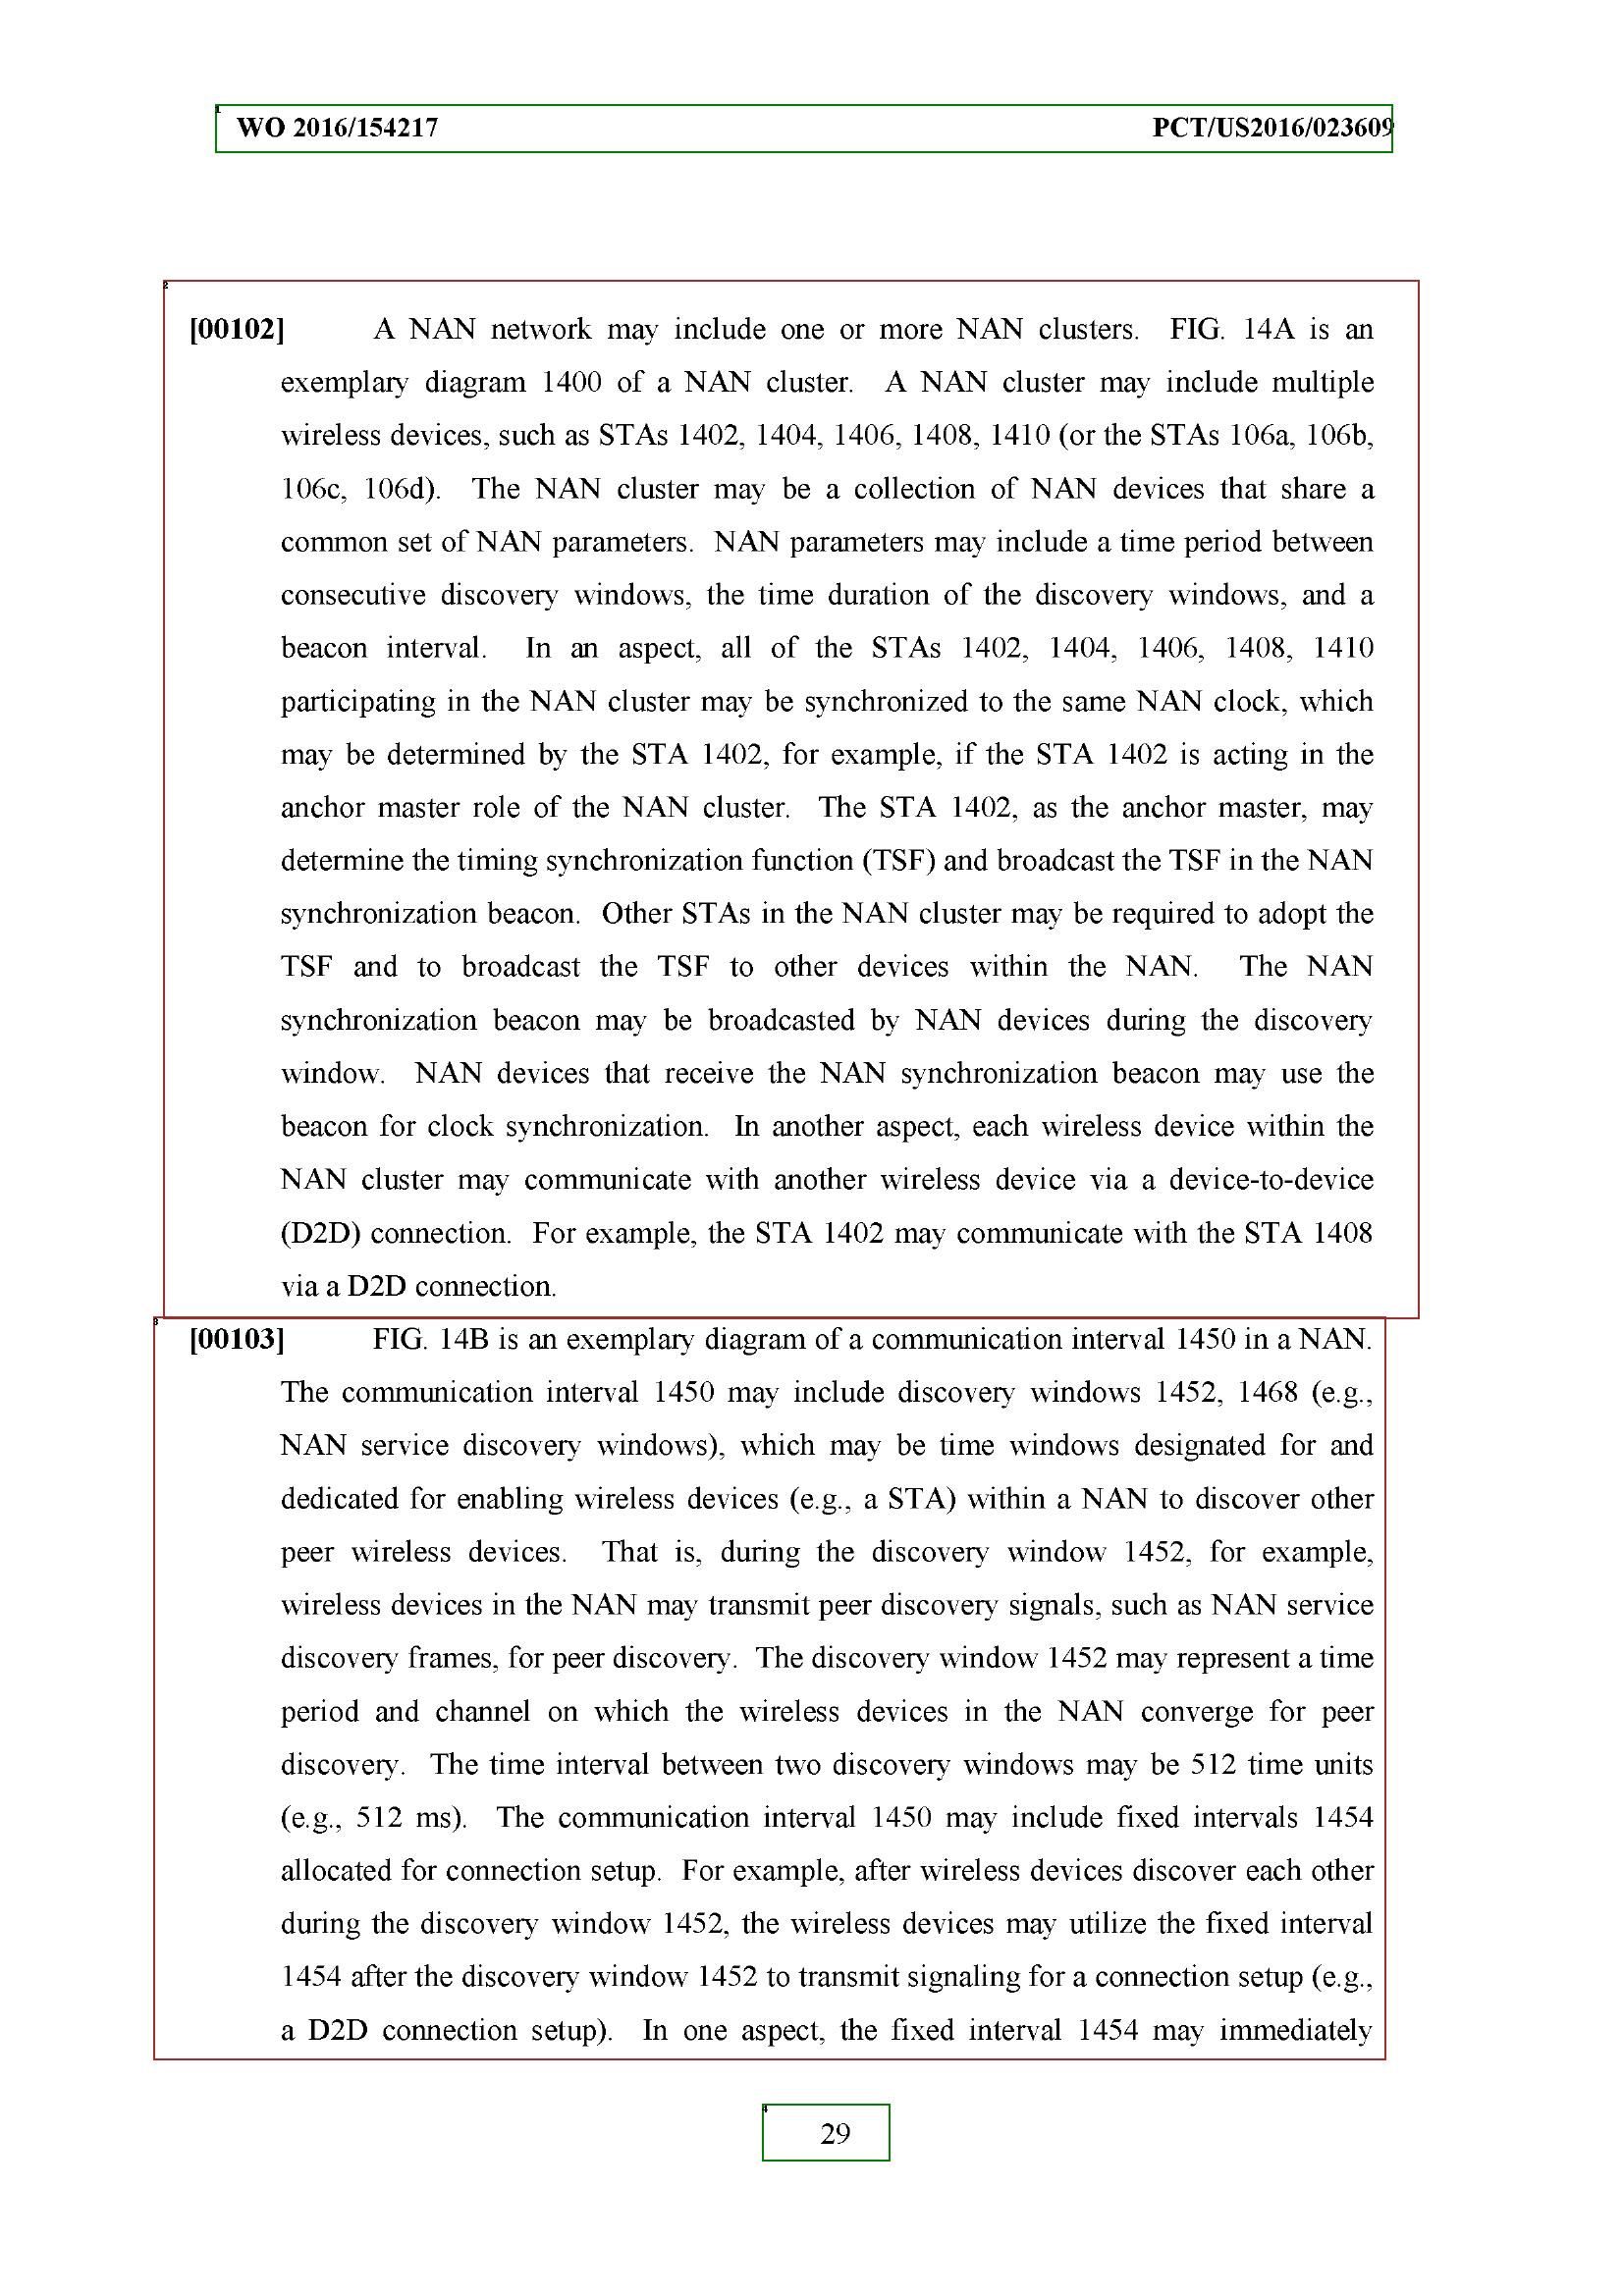 WO 2016/154217 PCT/US2016/023609
[00102] A NAN network may include one or more NAN clusters. FIG. 14A is an
exemplary diagram 1400 of a NAN cluster. A NAN cluster may include multiple
wireless devices, such as STAs 1402, 1404, 1406, 1408, 1410 (or the STAs 106a, 106b,
106c, 106d). The NAN cluster may be a collection of NAN devices that share a
common set of NAN parameters. NAN parameters may include a time period between
consecutive discovery windows, the time duration of the discovery windows, and a
beacon interval. In an aspect, all of the STAs 1402, 1404, 1406, 1408, 1410
participating in the NAN cluster may be synchronized to the same NAN clock, which
may be determined by the STA 1402, for example, if the STA 1402 is acting in the
anchor master role of the NAN cluster. The STA 1402, as the anchor master, may
determine the timing synchronization function (TSF) and broadcast the TSF in the NAN
synchronization beacon. Other STAs in the NAN cluster may be required to adopt the
TSF and to broadcast the TSF to other devices within the NAN. The NAN
synchronization beacon may be broadcasted by NAN devices during the discovery
window. NAN devices that receive the NAN synchronization beacon may use the
beacon for clock synchronization. In another aspect, each wireless device within the
NAN cluster may communicate with another wireless device via a device-to-device
(D2D) connection. For example, the STA 1402 may communicate with the STA 1408
via a D2D connection.
[00103] FIG. 14B is an exemplary diagram of a communication interval 1450 in a NAN.
The communication interval 1450 may include discovery windows 1452, 1468 (e.g.,
NAN service discovery windows), which may be time windows designated for and
dedicated for enabling wireless devices (e.g., a STA) within a NAN to discover other
peer wireless devices. That is, during the discovery window 1452, for example,
wireless devices in the NAN may transmit peer discovery signals, such as NAN service
discovery frames, for peer discovery. The discovery window 1452 may represent a time
period and channel on which the wireless devices in the NAN converge for peer
discovery. The time interval between two discovery windows may be 512 time units
(e.g., 512 ms). The communication interval 1450 may include fixed intervals 1454
allocated for connection setup. For example, after wireless devices discover each other
during the discovery window 1452, the wireless devices may utilize the fixed interval
1454 after the discovery window 1452 to transmit signaling for a connection setup (e.g.,
a D2D connection setup). In one aspect, the fixed interval 1454 may immediately
29